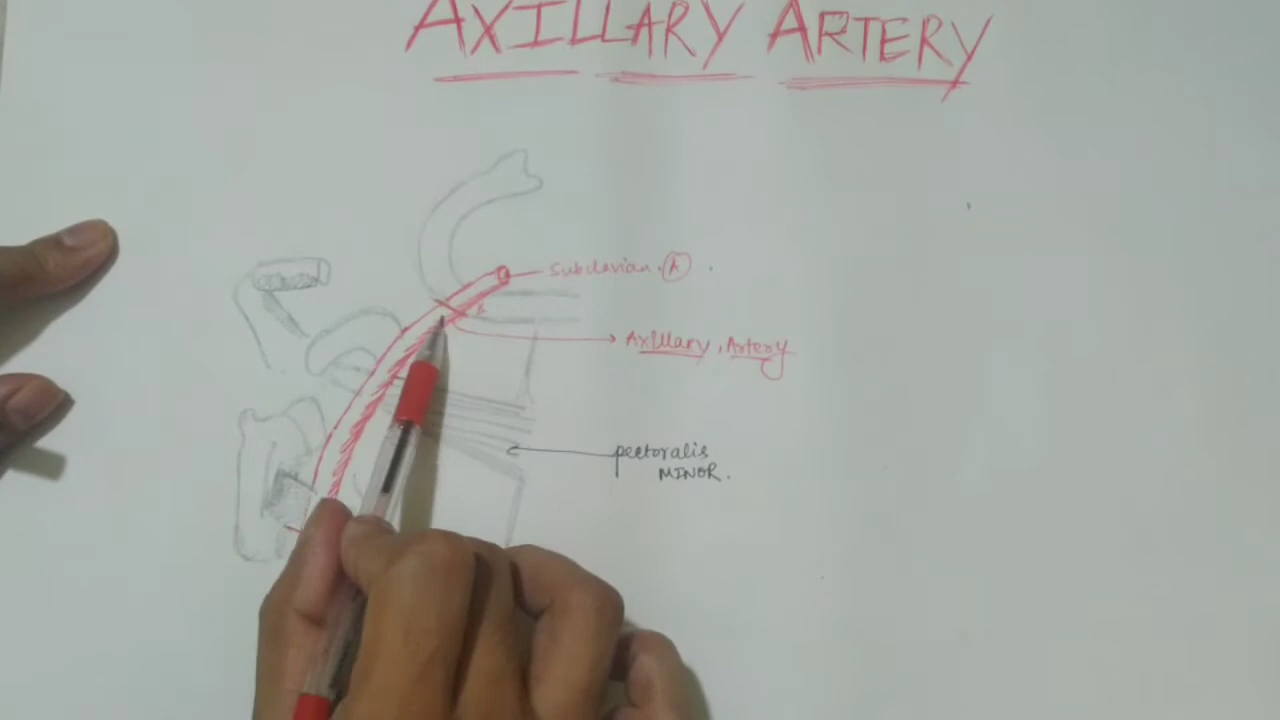 AXILLARY ARTERY
Subclavian. A .
Axillary, Artery
pectoralis
MINOR.